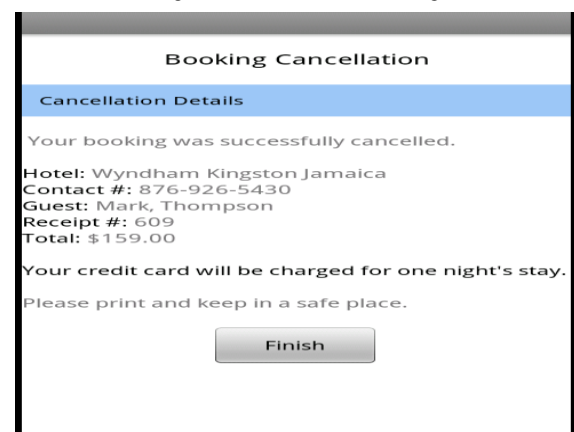 Booking Cancellation
Cancellation Details
Your booking was successfully cancelled.
Hotel: Wyndham Kingston Jamaica
Contact #: 876-926-5430
Guest: Mark, Thompson
Receipt #: 609
Total: $159.00
Your credit card will be charged for one night's stay.
Please print and keep in a safe place.
Finish